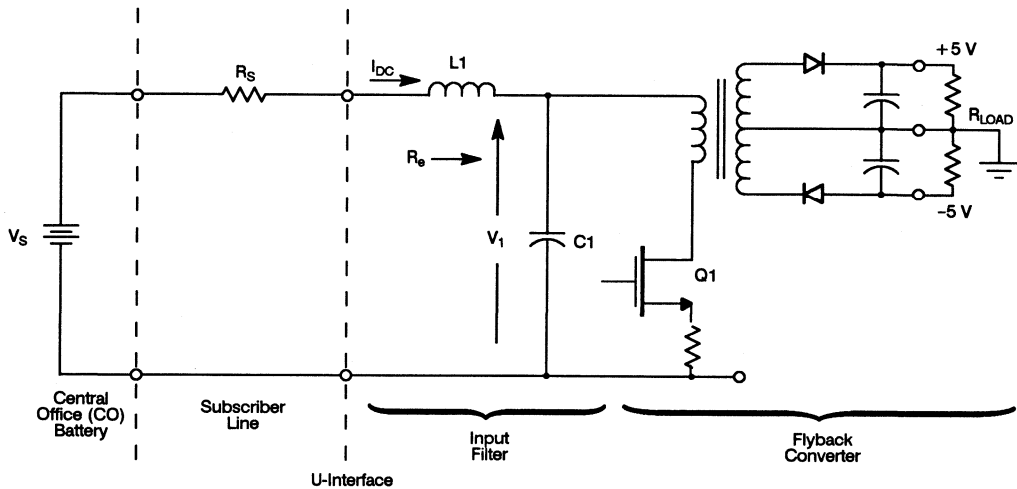 +5 V
L1
I_DC
R_S
R_LOAD
R_e
–5 V
V_S
V_1
C1
Q1
Central
Office (CO)
Battery
Subscriber
Line
Input
Filter
Flyback
Converter
U-Interface